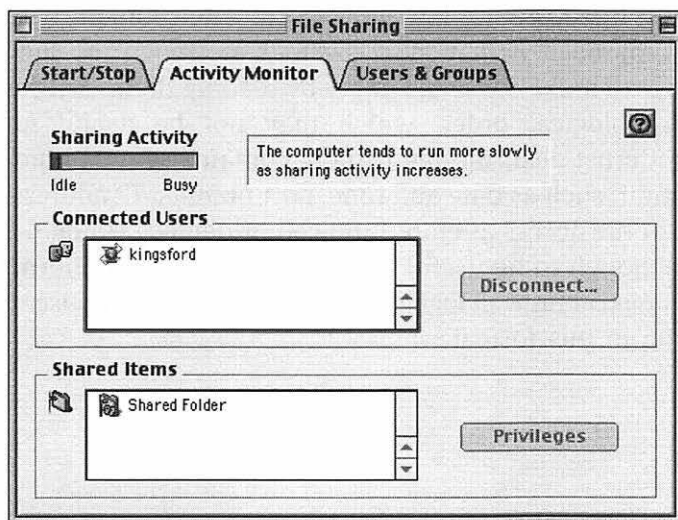 File Sharing
Start/Stop
Activity Monitor
Users & Groups
Sharing Activity
Idle
Busy
The computer tends to run more slowly
as sharing activity increases.
Connected Users
kingsford
Disconnect...
Shared Items
Shared Folder
Privileges